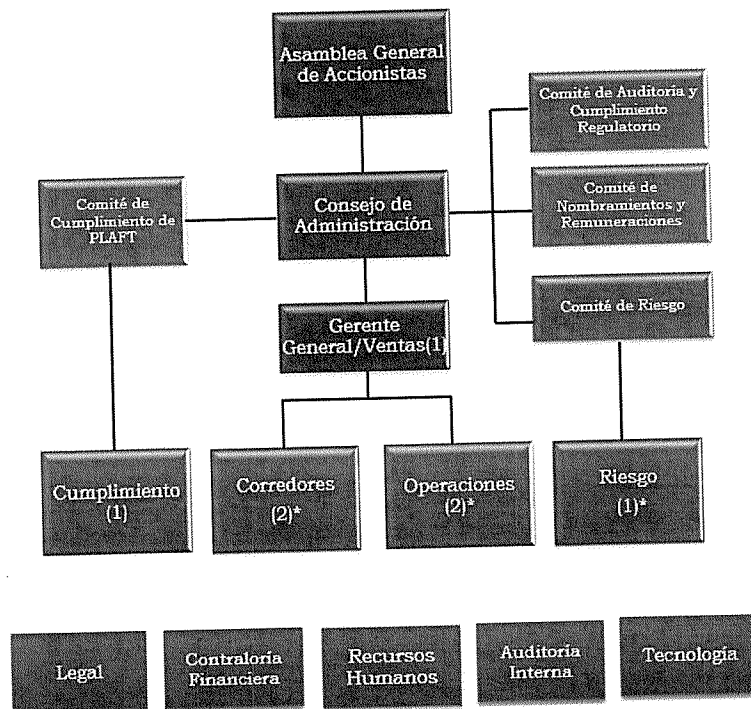 Asamblea General
de Accionistas
Comité de Auditoria y
Cumplimiento
Regulatorio
Comité de
Cumplimiento de
PLAFT
Consejo de
Administración
Comité de
Nombramientos y
Remuneraciones
Gerente
General/Ventas(1)
Comité de Riesgo
Cumplimiento
(1)
Corredores
(2)*
Operaciones
(2)*
Riesgo
(1)*
Legal
Contraloría
Financiera
Recursos
Humanos
Auditoría
Interna
Tecnología